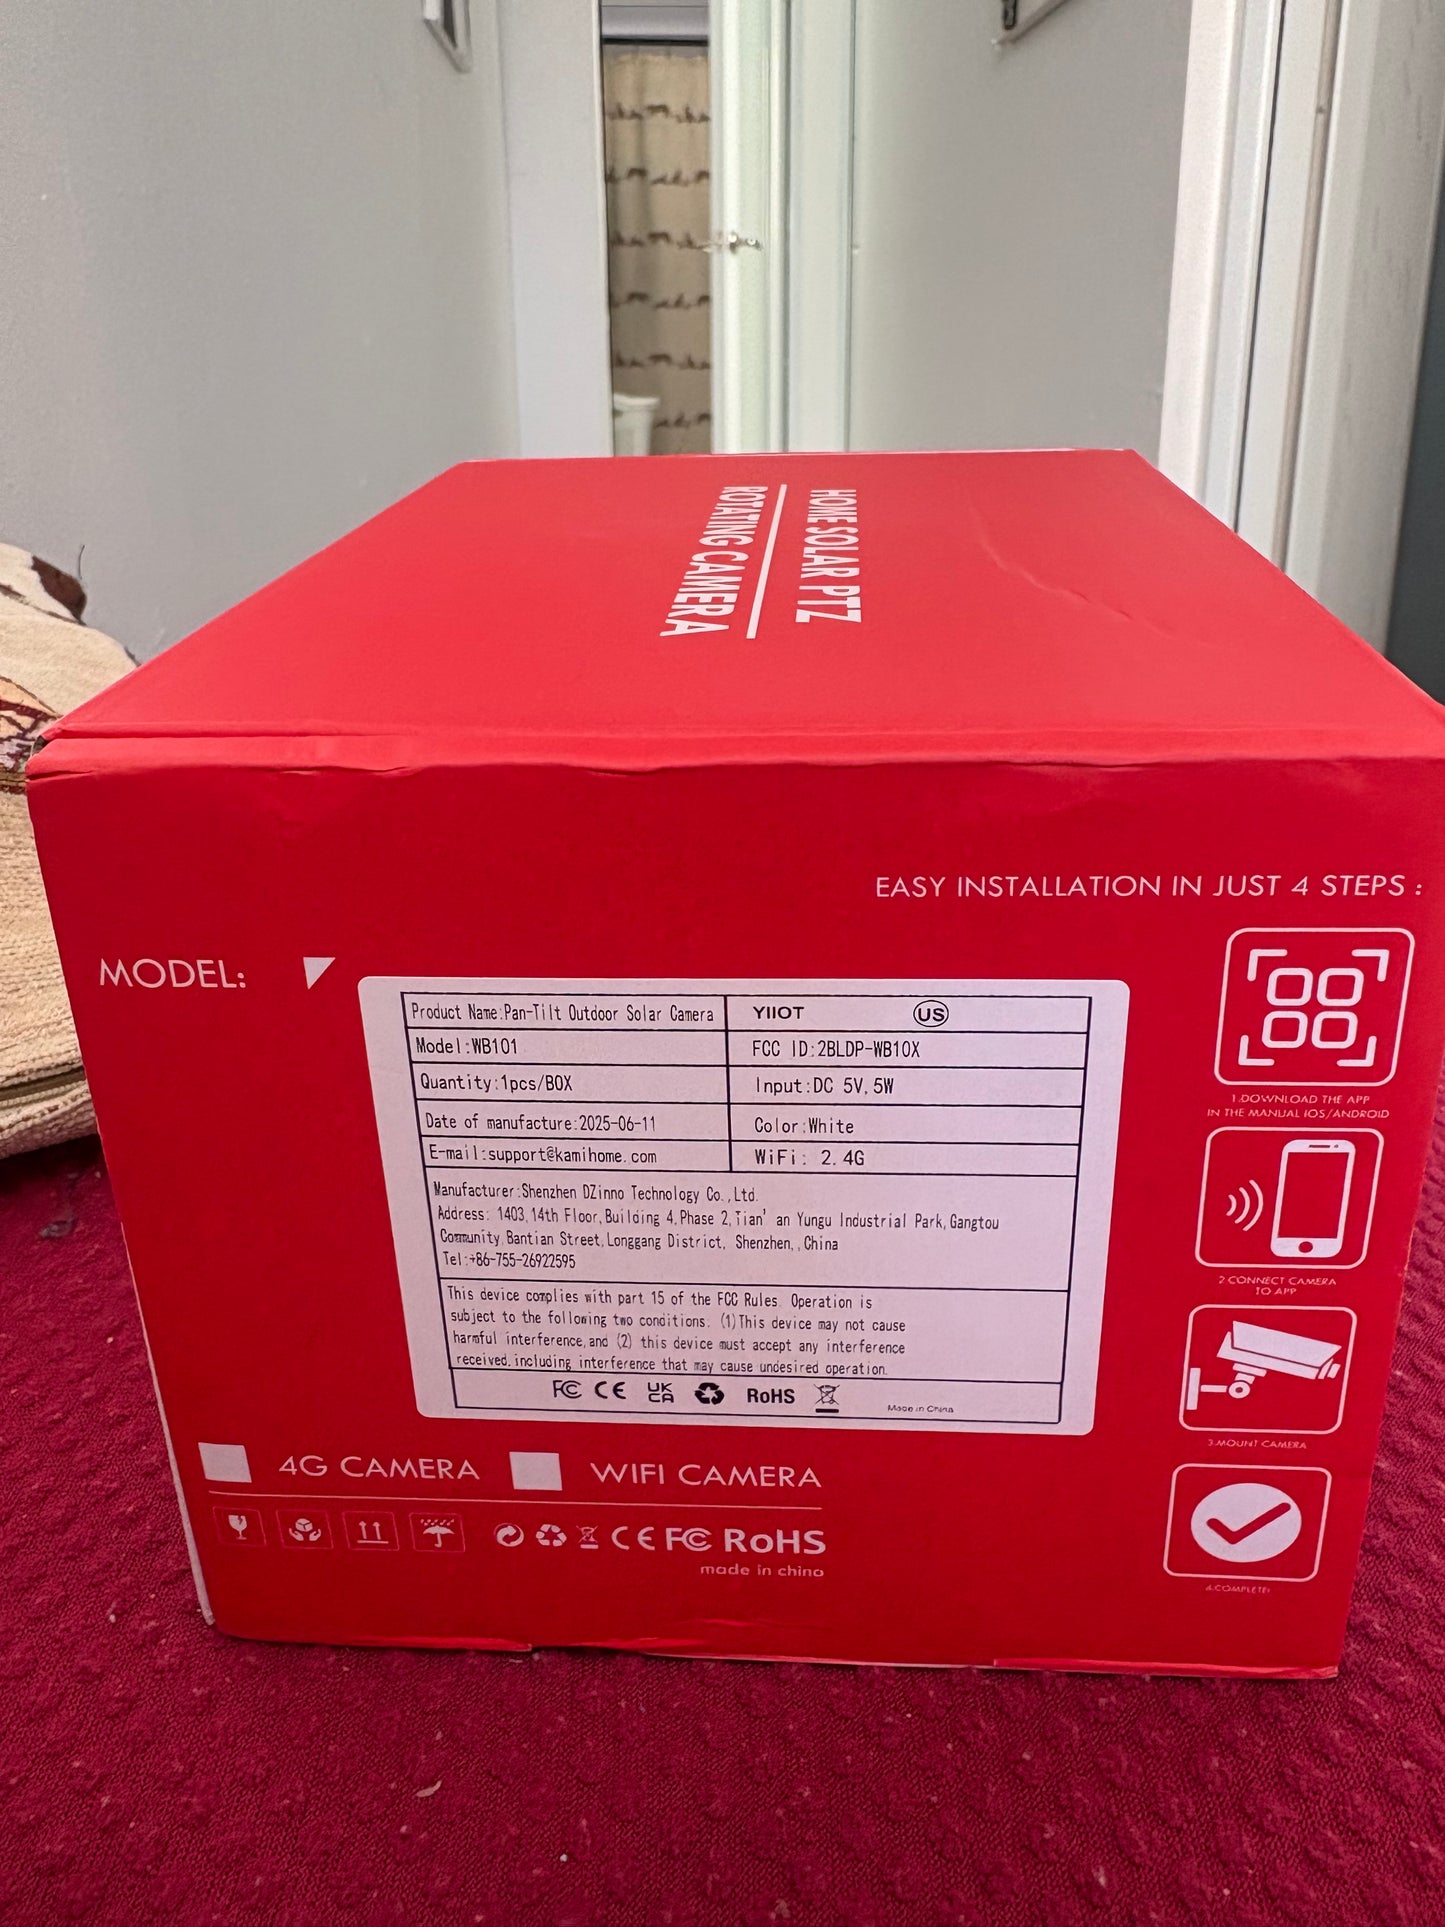 HOME SOLAR PTZ
ROTATING CAMERA
EASY INSTALLATION IN JUST 4 STEPS :
MODEL:
Product Name:Pan-Tilt Outdoor Solar Camera
YIIOT US
Model:WB101
FCC ID:2BLDP-WB10X
Quantity:1pcs/BOX
Input:DC 5V,5W
Date of manufacture:2025-06-11
Color:White
E-mail:support@kamihome.com
WiFi: 2.4G
Manufacturer:Shenzhen DZinno Technology Co.,Ltd.
Address: 1403,14th Floor,Building 4,Phase 2,Tian' an Yungu Industrial Park,Gangtou
Community,Bantian Street,Longgang District, Shenzhen,,China
Tel:+86-755-26922595
This device complies with part 15 of the FCC Rules. Operation is
subject to the following two conditions: (1)This device may not cause
harmful interference,and (2) this device must accept any interference
received,including interference that may cause undesired operation.
FC CE UK CA RoHS Made in China
1.DOWNLOAD THE APP
IN THE MANUAL IOS/ANDROID
2.CONNECT CAMERA
TO APP
3.MOUNT CAMERA
4.COMPLETE!
4G CAMERA WIFI CAMERA
CE FC RoHS
made in china